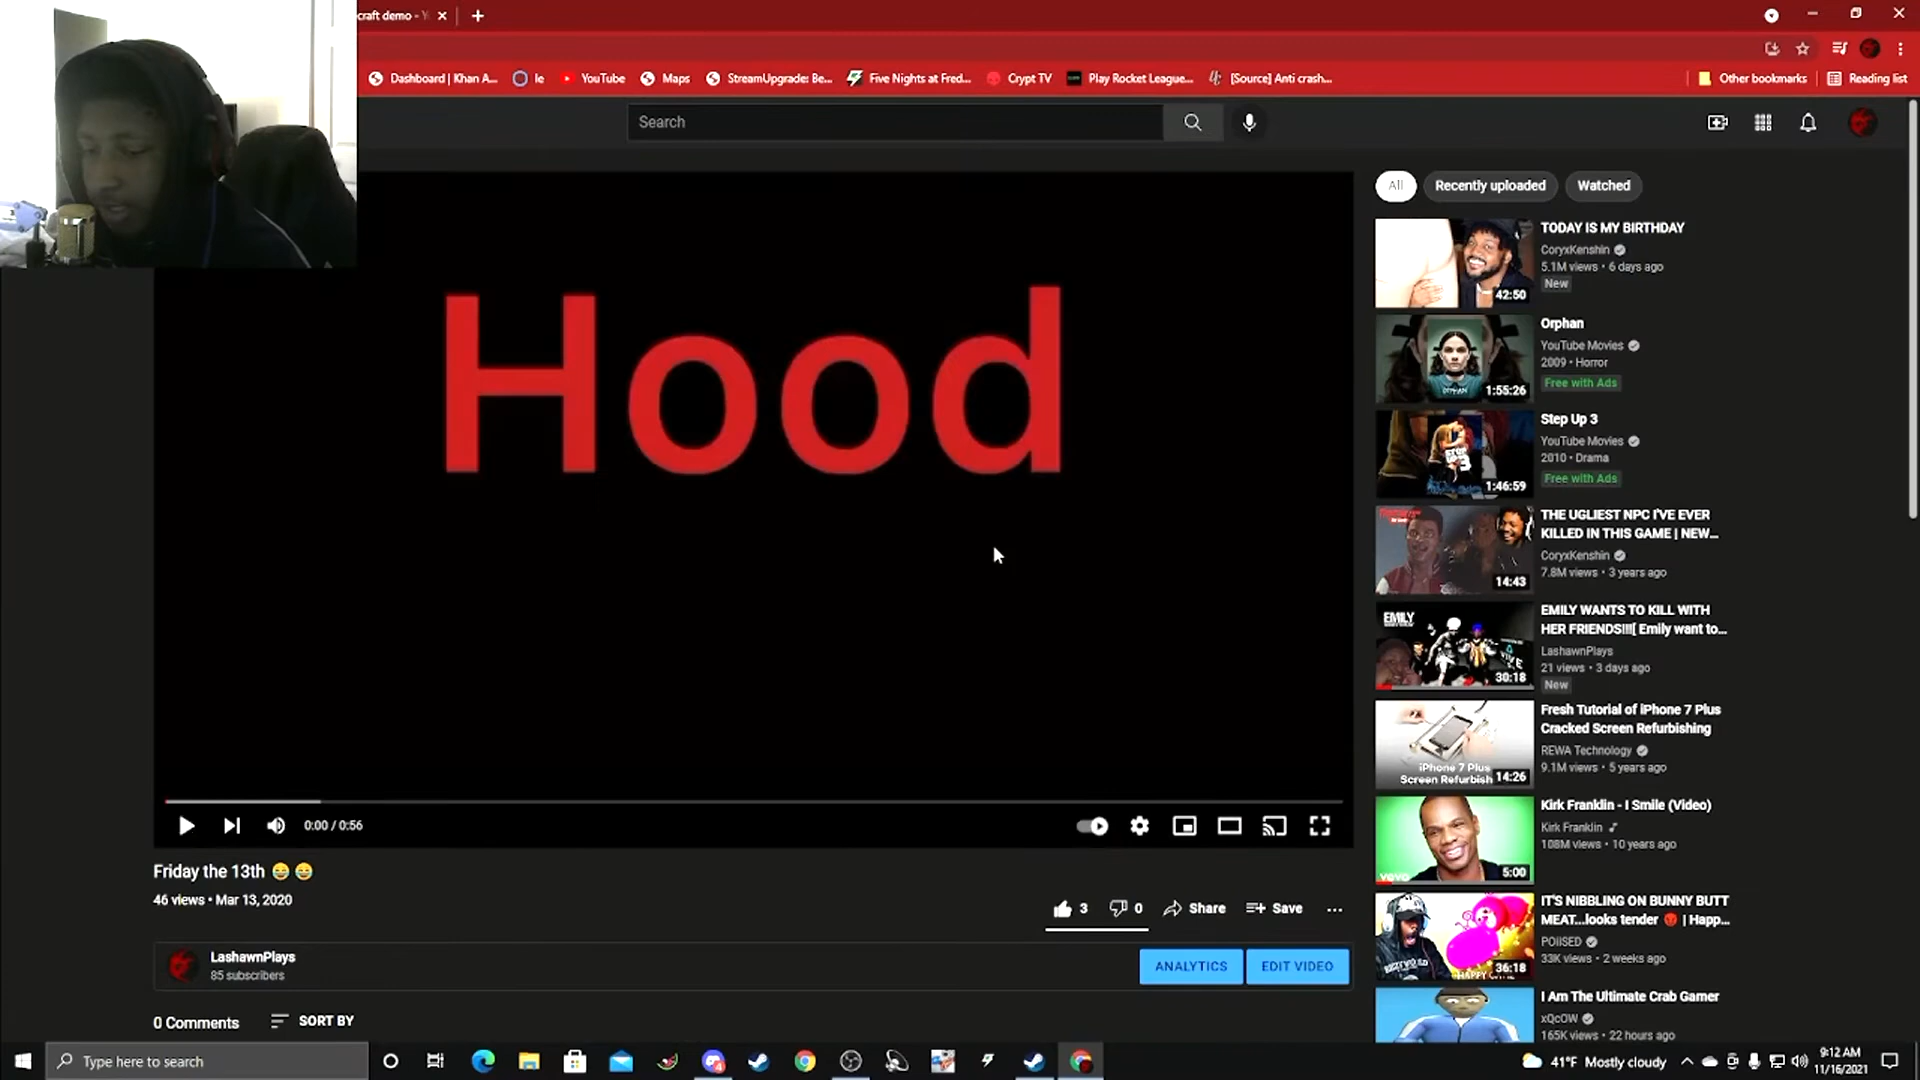 craft demo - Y
Dashboard | Khan A...
le
YouTube
Maps
StreamUpgrade: Be...
Five Nights at Fred...
Crypt TV
Play Rocket League...
[Source] Anti crash...
Other bookmarks
Reading list
Search
Hood
0:00 / 0:56
Friday the 13th 😂 😂
46 views • Mar 13, 2020
3
0
Share
Save
LashawnPlays
85 subscribers
ANALYTICS
EDIT VIDEO
0 Comments
SORT BY
All
Recently uploaded
Watched
42:50
TODAY IS MY BIRTHDAY
CoryxKenshin
5.1M views • 6 days ago
New
ORPHAN
1:55:26
Orphan
YouTube Movies
2009 • Horror
Free with Ads
1:46:59
Step Up 3
YouTube Movies
2010 • Drama
Free with Ads
14:43
THE UGLIEST NPC I'VE EVER
KILLED IN THIS GAME | NEW...
CoryxKenshin
7.8M views • 3 years ago
EMILY
30:18
EMILY WANTS TO KILL WITH
HER FRIENDS!!![ Emily want to...
LashawnPlays
21 views • 3 days ago
New
iPhone 7 Plus
Screen Refurbish
14:26
Fresh Tutorial of iPhone 7 Plus
Cracked Screen Refurbishing
REWA Technology
9.1M views • 5 years ago
vevo
5:00
Kirk Franklin - I Smile (Video)
Kirk Franklin
108M views • 10 years ago
36:18
IT'S NIBBLING ON BUNNY BUTT
MEAT...looks tender 😡 | Happ...
POIISED
33K views • 2 weeks ago
I Am The Ultimate Crab Gamer
xQcOW
165K views • 22 hours ago
Type here to search
41°F Mostly cloudy
9:12 AM
11/16/2021